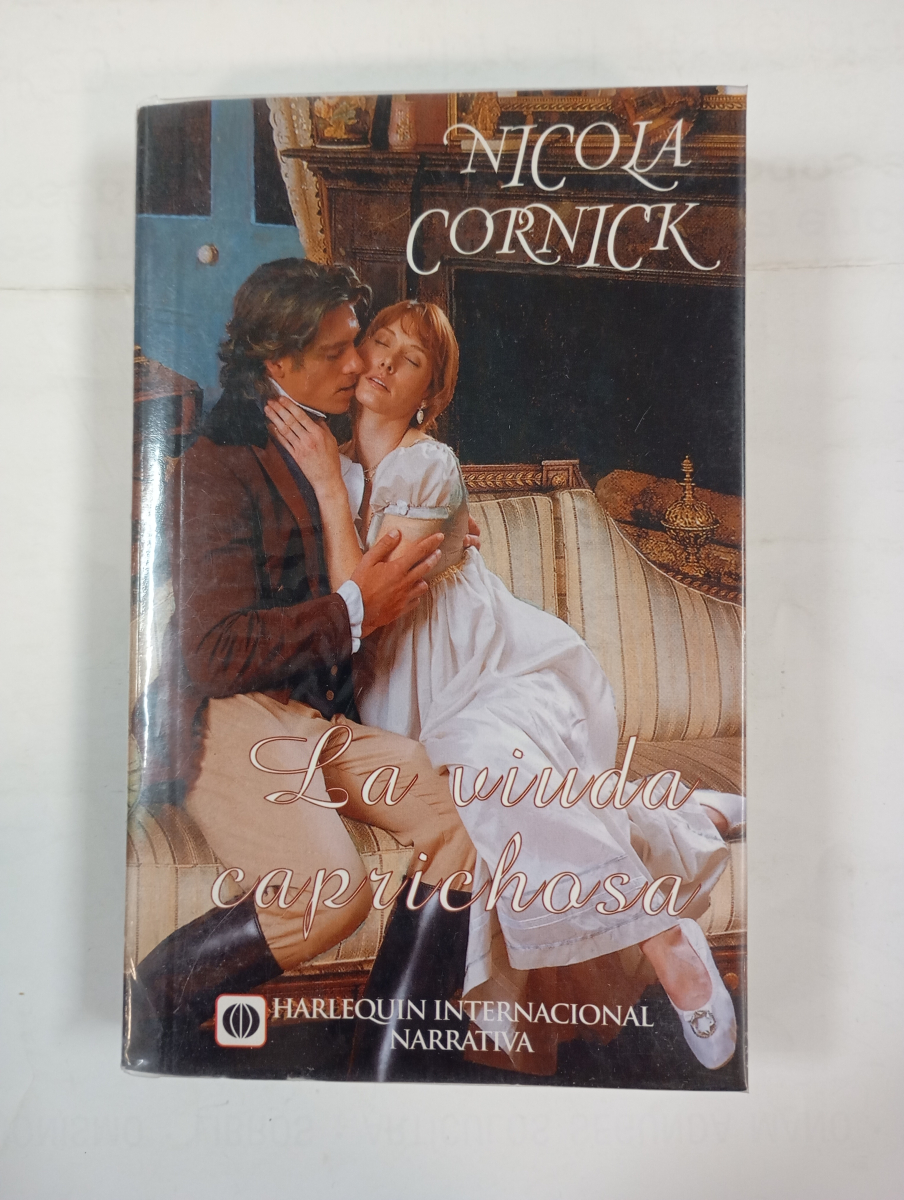 NICOLA
CORNICK
La viuda
caprichosa
HARLEQUIN INTERNACIONAL
NARRATIVA